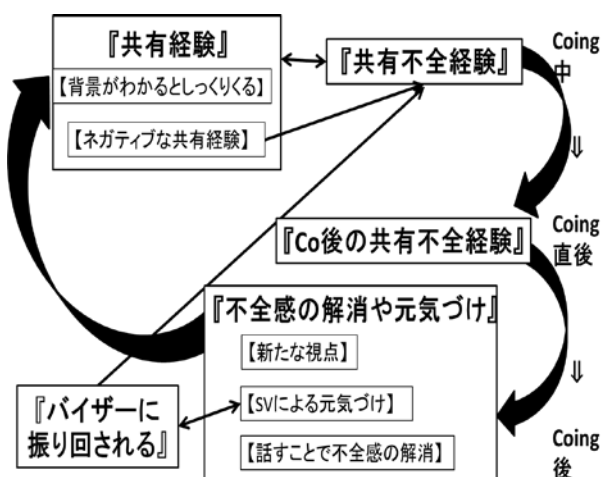 『共有経験』
【背景がわかるとしっくりくる】
【ネガティブな共有経験】
『共有不全経験』
Coing
中
⇓
『Co後の共有不全経験』
Coing
直後
⇓
『不全感の解消や元気づけ』
【新たな視点】
【SVによる元気づけ】
【話すことで不全感の解消】
『バイザーに
振り回される』
Coing
後